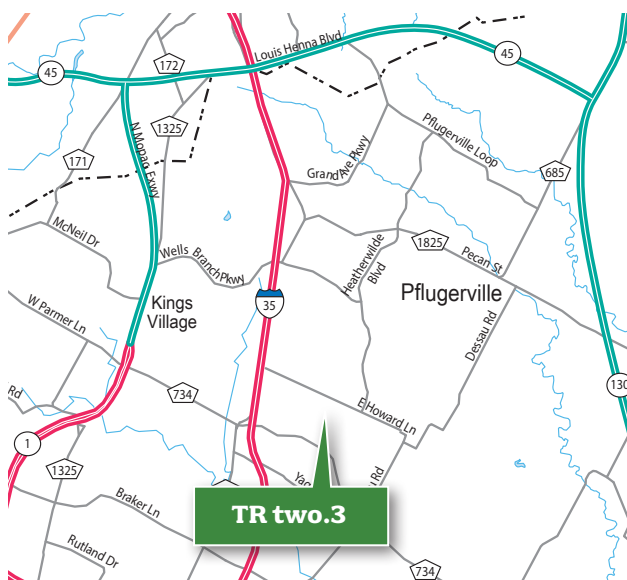 Louis Henna Blvd
45
172
45
1325
N Mopac Expy
Pflugerville Loop
171
Grand Ave Pkwy
685
McNeil Dr
Heatherwilde
Blvd
1825
Pecan St
Wells Branch Pkwy
Pflugerville
Kings
Village
35
W Parmer Ln
Dessau Rd
734
130
Rd
E Howard Ln
1
1325
Braker Ln
TR two.3
Rutland Dr
734